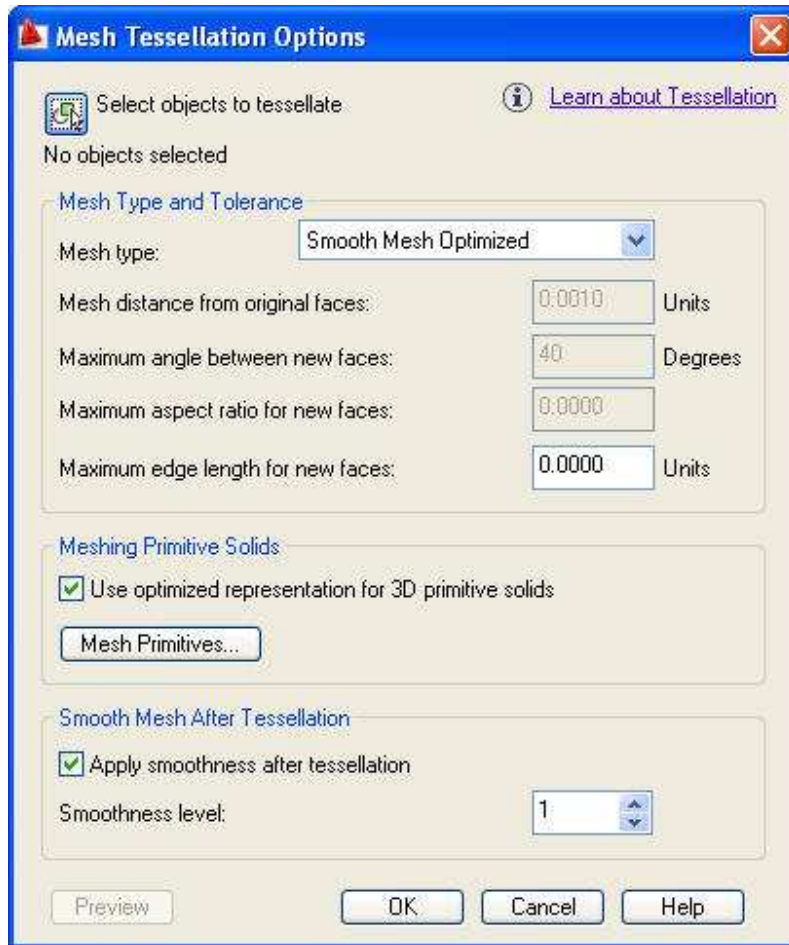 Mesh Tessellation Options
Select objects to tessellate
Learn about Tessellation
No objects selected
Mesh Type and Tolerance
Mesh type: Smooth Mesh Optimized
Mesh distance from original faces: 0.0010 Units
Maximum angle between new faces: 40 Degrees
Maximum aspect ratio for new faces: 0.0000
Maximum edge length for new faces: 0.0000 Units
Meshing Primitive Solids
Use optimized representation for 3D primitive solids
Mesh Primitives...
Smooth Mesh After Tessellation
Apply smoothness after tessellation
Smoothness level: 1
Preview OK Cancel Help